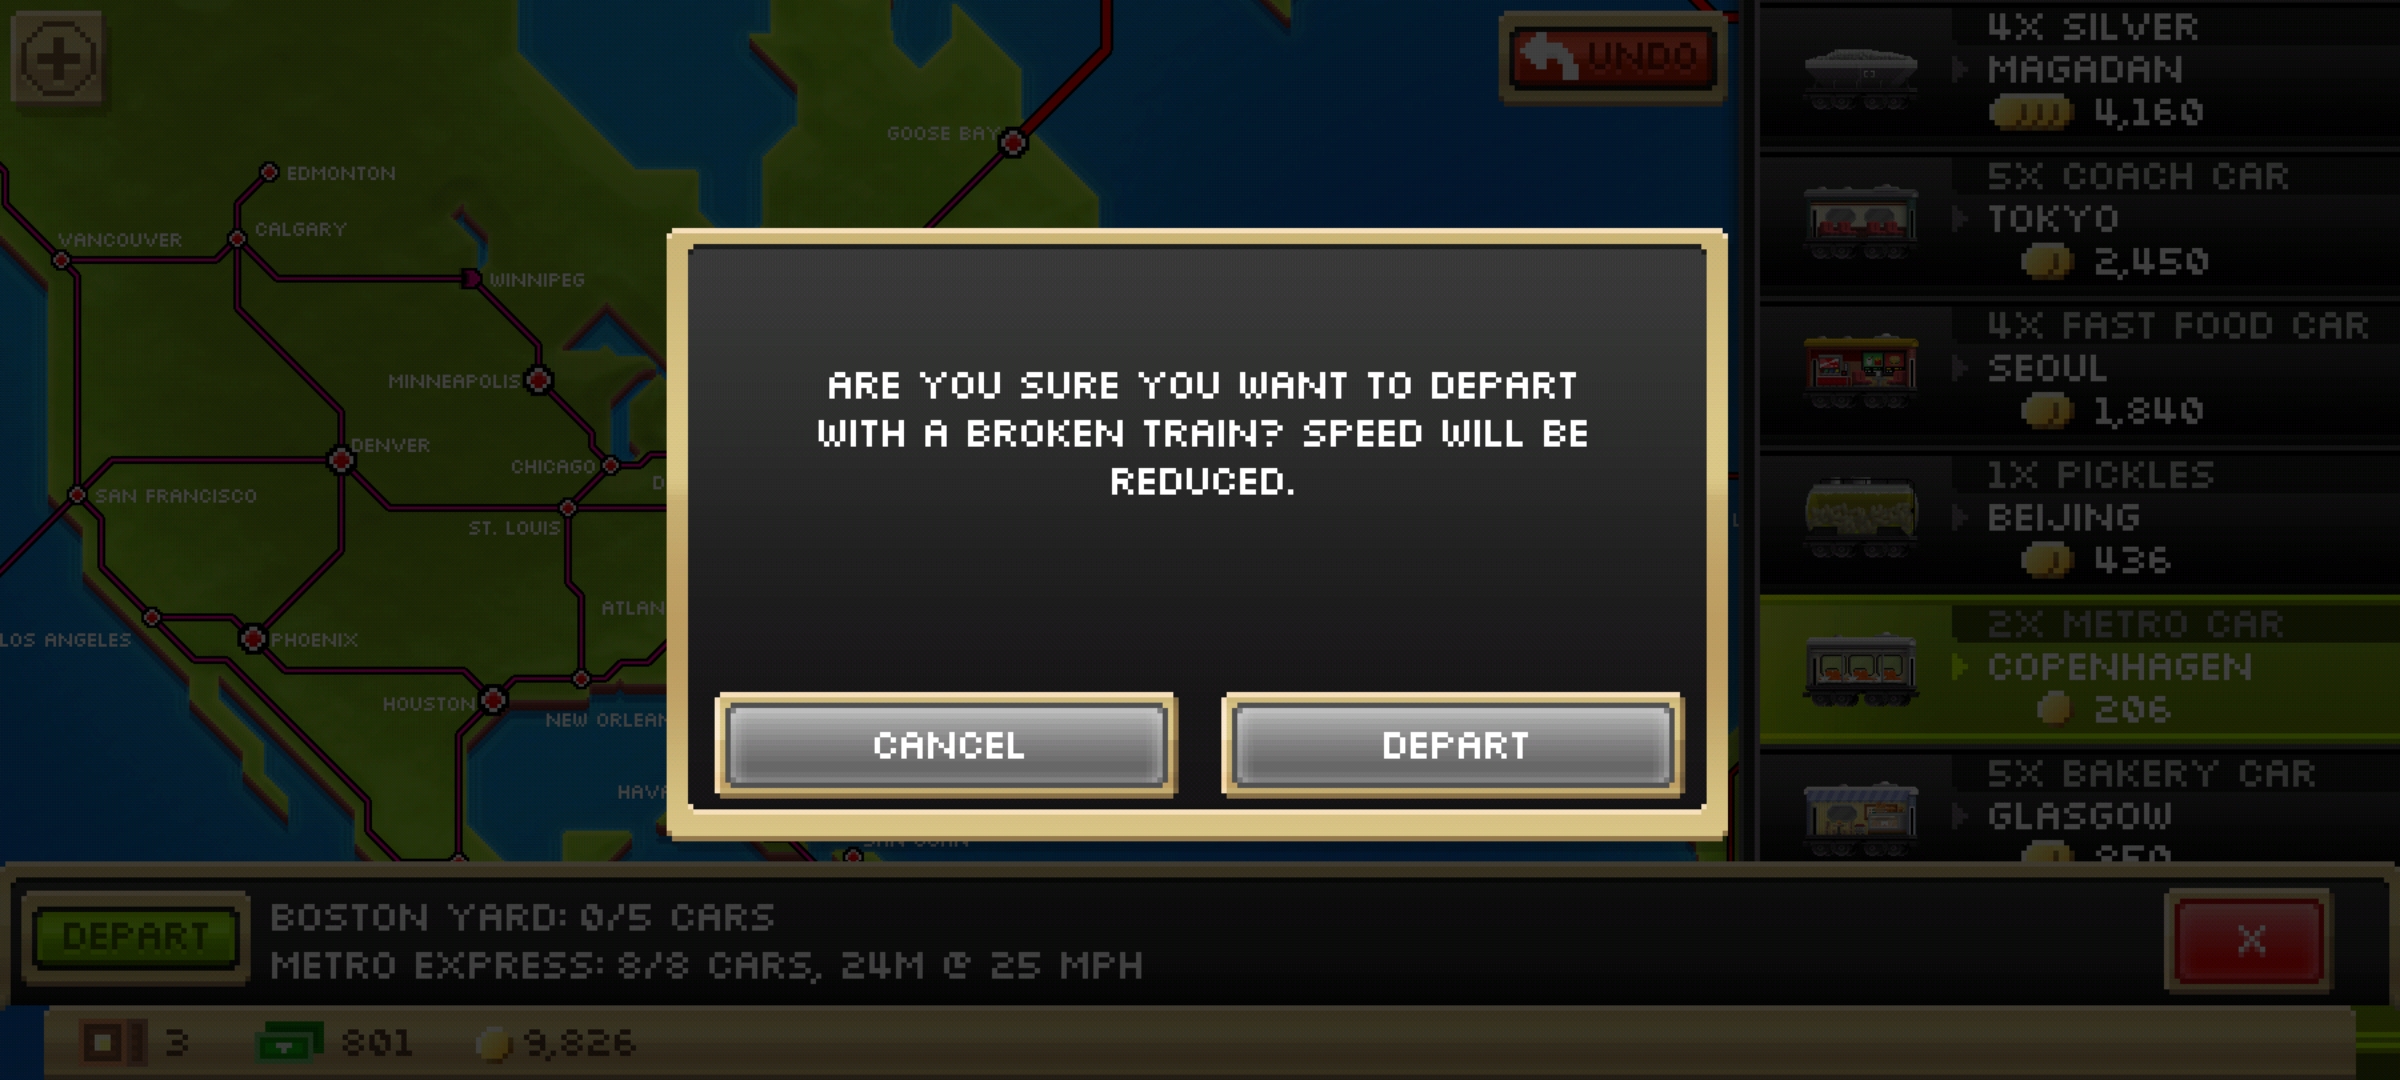 UNDO
4X SILVER
MAGADAN
4,160
5X COACH CAR
TOKYO
2,450
4X FAST FOOD CAR
SEOUL
1,840
1X PICKLES
BEIJING
436
2X METRO CAR
COPENHAGEN
206
5X BAKERY CAR
GLASGOW
GOOSE BAY
EDMONTON
CALGARY
VANCOUVER
WINNIPEG
MINNEAPOLIS
DENVER
CHICAGO
SAN FRANCISCO
ST. LOUIS
ATLAN
LOS ANGELES
PHOENIX
HOUSTON
NEW ORLEAN
HAVA
SAN JUAN
ARE YOU SURE YOU WANT TO DEPART
WITH A BROKEN TRAIN? SPEED WILL BE
REDUCED.
CANCEL
DEPART
DEPART
BOSTON YARD: 0/5 CARS
METRO EXPRESS: 8/8 CARS, 24M @ 25 MPH
X
3
801
9,826